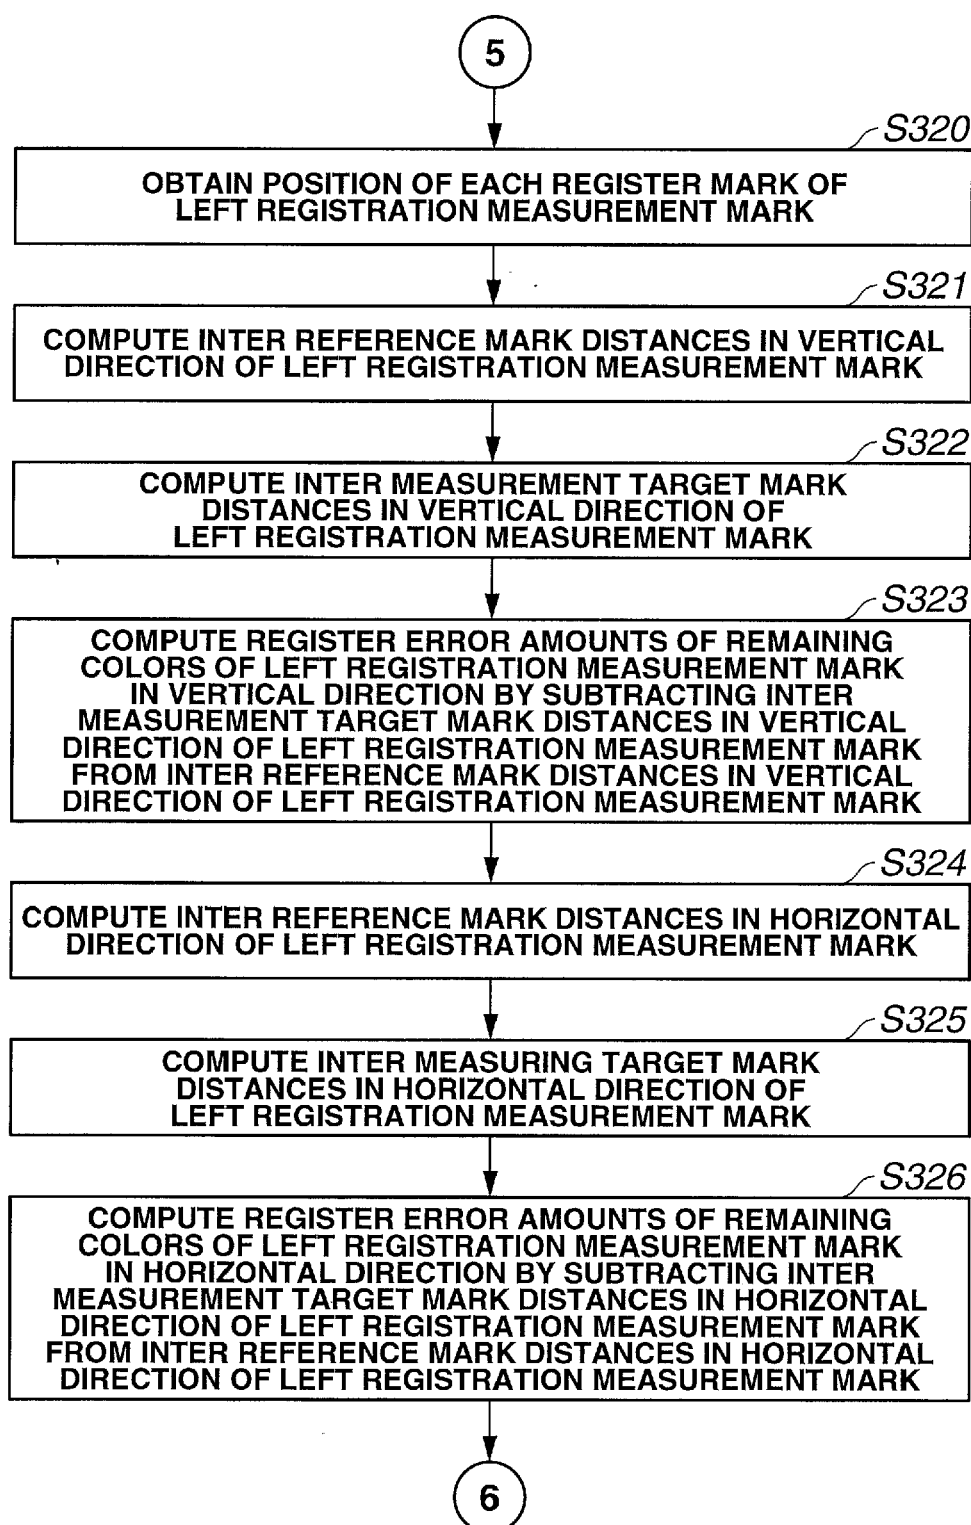 5
S320
OBTAIN POSITION OF EACH REGISTER MARK OF
LEFT REGISTRATION MEASUREMENT MARK
S321
COMPUTE INTER REFERENCE MARK DISTANCES IN VERTICAL
DIRECTION OF LEFT REGISTRATION MEASUREMENT MARK
S322
COMPUTE INTER MEASUREMENT TARGET MARK
DISTANCES IN VERTICAL DIRECTION OF
LEFT REGISTRATION MEASUREMENT MARK
S323
COMPUTE REGISTER ERROR AMOUNTS OF REMAINING
COLORS OF LEFT REGISTRATION MEASUREMENT MARK
IN VERTICAL DIRECTION BY SUBTRACTING INTER
MEASUREMENT TARGET MARK DISTANCES IN VERTICAL
DIRECTION OF LEFT REGISTRATION MEASUREMENT MARK
FROM INTER REFERENCE MARK DISTANCES IN VERTICAL
DIRECTION OF LEFT REGISTRATION MEASUREMENT MARK
S324
COMPUTE INTER REFERENCE MARK DISTANCES IN HORIZONTAL
DIRECTION OF LEFT REGISTRATION MEASUREMENT MARK
S325
COMPUTE INTER MEASURING TARGET MARK
DISTANCES IN HORIZONTAL DIRECTION OF
LEFT REGISTRATION MEASUREMENT MARK
S326
COMPUTE REGISTER ERROR AMOUNTS OF REMAINING
COLORS OF LEFT REGISTRATION MEASUREMENT MARK
IN HORIZONTAL DIRECTION BY SUBTRACTING INTER
MEASUREMENT TARGET MARK DISTANCES IN HORIZONTAL
DIRECTION OF LEFT REGISTRATION MEASUREMENT MARK
FROM INTER REFERENCE MARK DISTANCES IN HORIZONTAL
DIRECTION OF LEFT REGISTRATION MEASUREMENT MARK
6